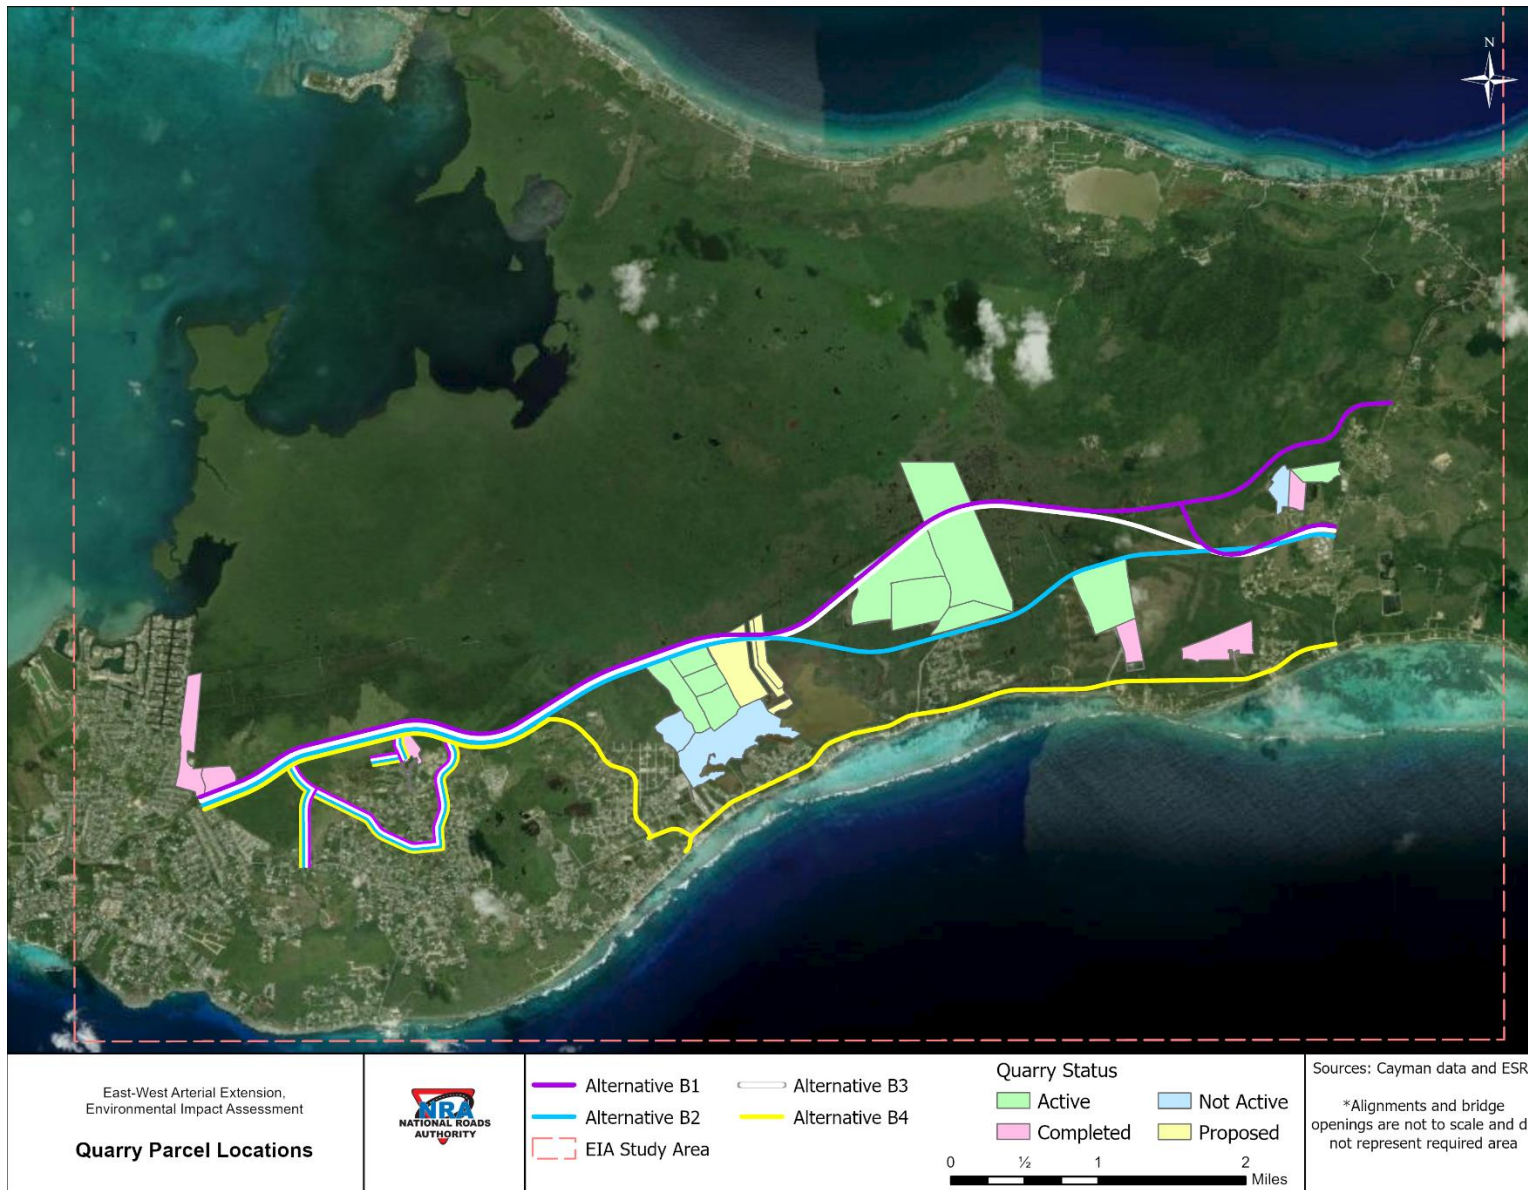 N
East-West Arterial Extension,
Environmental Impact Assessment
Quarry Parcel Locations
NRA
NATIONAL ROADS
AUTHORITY
Alternative B1
Alternative B2
EIA Study Area
Alternative B3
Alternative B4
Quarry Status
Active
Completed
Not Active
Proposed
0 ½ 1 2
Miles
Sources: Cayman data and ESR
*Alignments and bridge
openings are not to scale and d
not represent required area